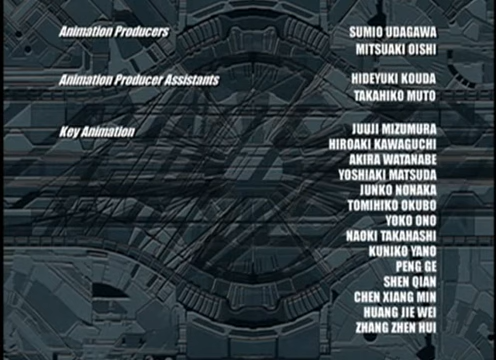 Animation Producers SUMIO UDAGAWA
MITSUAKI OISHI
Animation Producer Assistants HIDEYUKI KOUDA
TAKAHIKO MUTO
Key Animation JUUJI MIZUMURA
HIROAKI KAWAGUCHI
AKIRA WATANABE
YOSHIAKI MATSUDA
JUNKO NONAKA
TOMIHIKO OKUBO
YOKO ONO
NAOKI TAKAHASHI
KUNIKO YANO
PENG GE
SHEN QIAN
CHEN XIANG MIN
HUANG JIE WEI
ZHANG ZHEN HUI